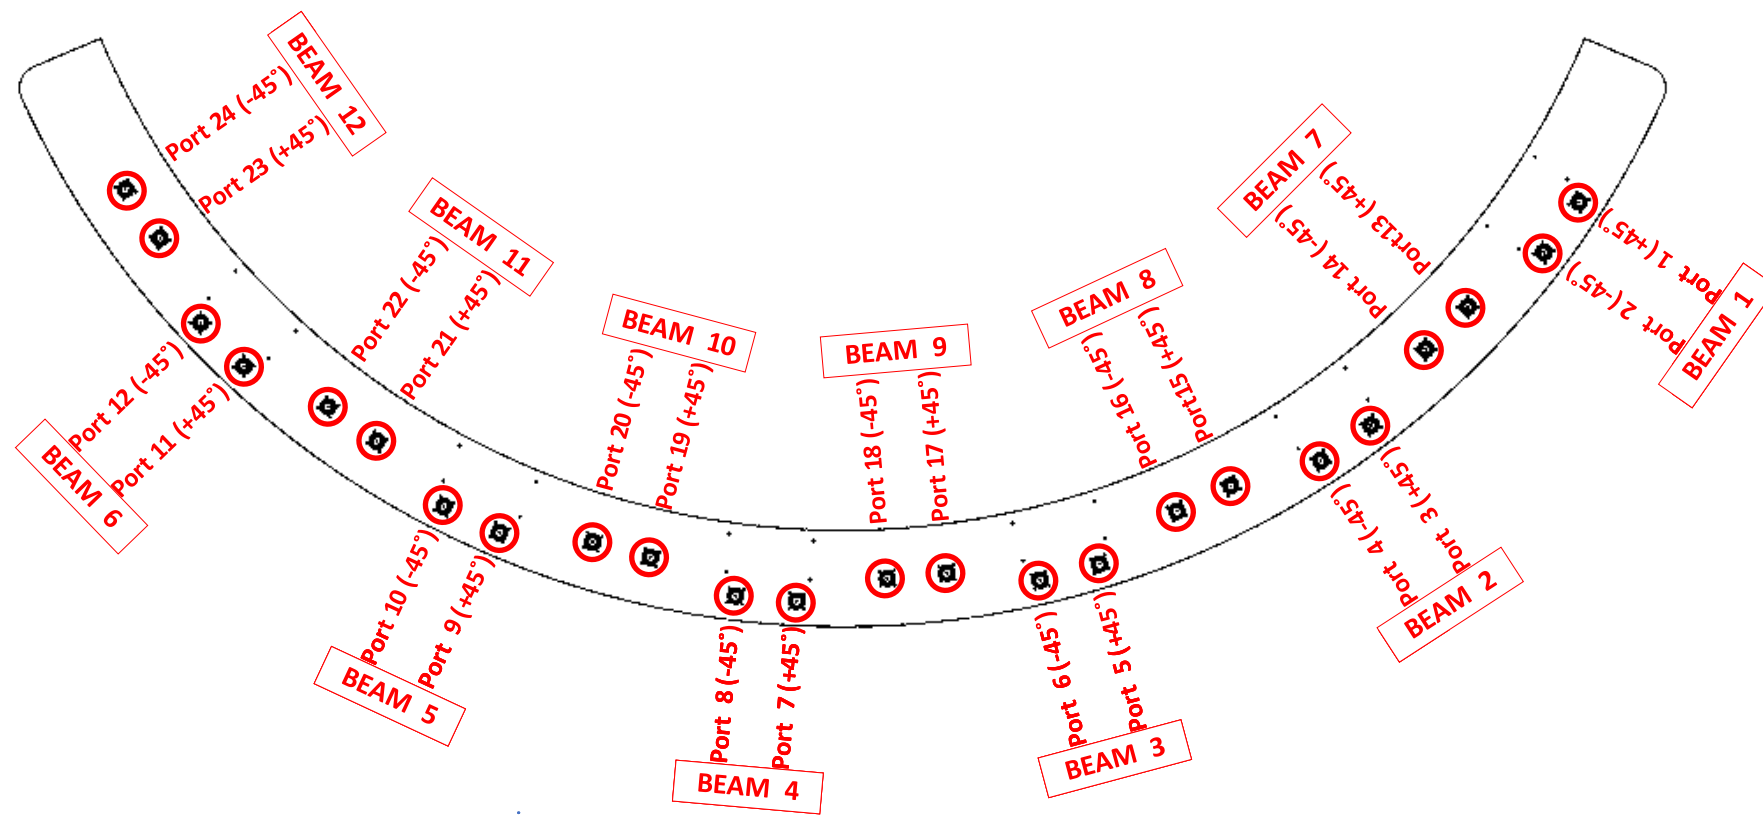 BEAM 12
Port 24 (-45°)
Port 23 (+45°)
BEAM 11
Port 22 (-45°)
Port 21 (+45°)
BEAM 10
Port 20 (-45°)
Port 19 (+45°)
BEAM 9
Port 18 (-45°)
Port 17 (+45°)
BEAM 8
Port 16 (-45°)
Port15 (+45°)
BEAM 7
Port13 (+45°)
Port 14 (-45°)
Port 1 (+45°)
Port 2 (-45°)
BEAM 1
Port 12 (-45°)
Port 11 (+45°)
BEAM 6
Port 10 (-45°)
Port 9 (+45°)
BEAM 5
Port 8 (-45°)
Port 7 (+45°)
BEAM 4
Port 6 (-45°)
Port 5 (+45°)
BEAM 3
Port 4 (-45°)
Port 3 (+45°)
BEAM 2